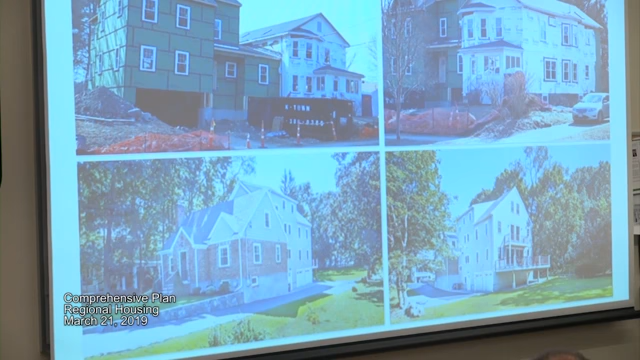 Comprehensive Plan
Regional Housing
March 21, 2019